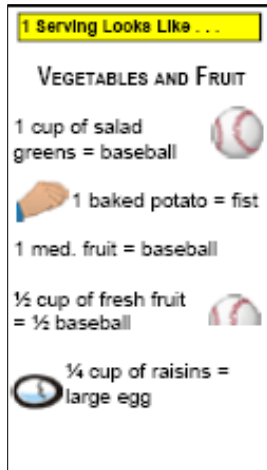 1 Serving Looks Like . . .
VEGETABLES AND FRUIT
1 cup of salad
greens = baseball
1 baked potato = fist
1 med. fruit = baseball
½ cup of fresh fruit
= ½ baseball
¼ cup of raisins =
large egg